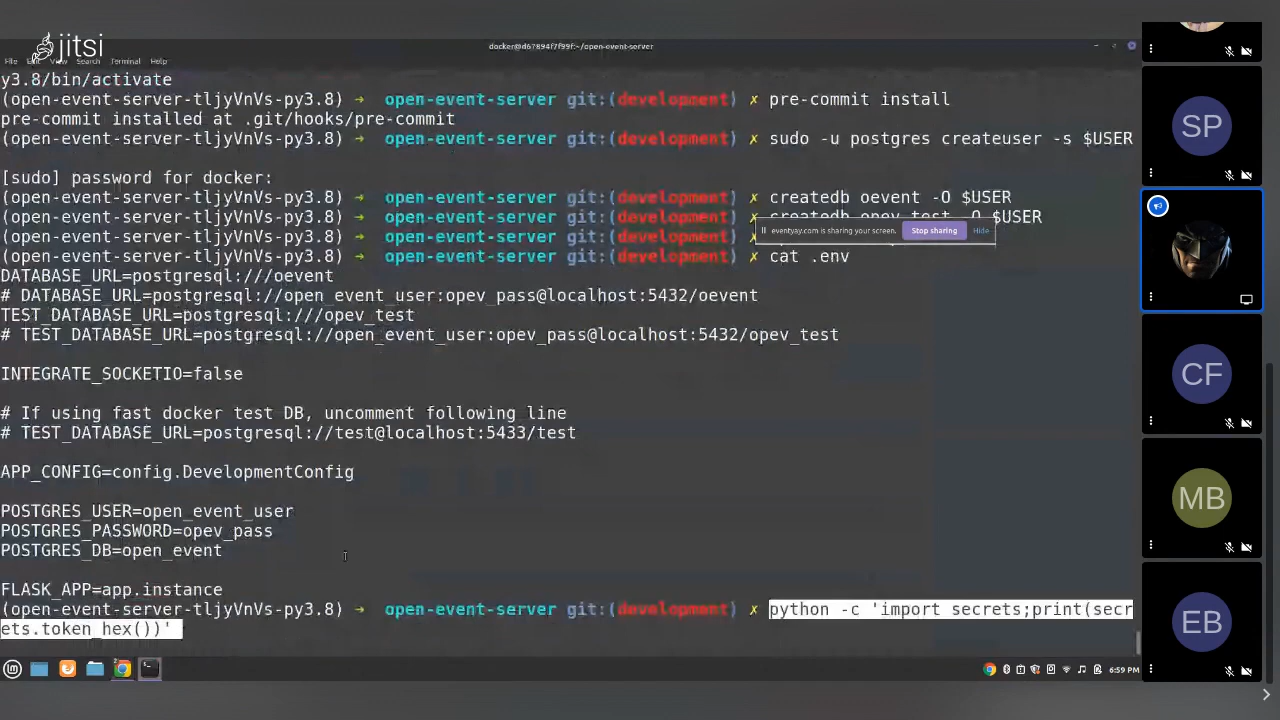 jitsi
docker@d67894f7f99f:~/open-event-server
File Edit View Search Terminal Help
y3.8/bin/activate
(open-event-server-tljyVnVs-py3.8) ➜ open-event-server git:(development) ✗ pre-commit install
pre-commit installed at .git/hooks/pre-commit
(open-event-server-tljyVnVs-py3.8) ➜ open-event-server git:(development) ✗ sudo -u postgres createuser -s $USER
[sudo] password for docker:
(open-event-server-tljyVnVs-py3.8) ➜ open-event-server git:(development) ✗ createdb oevent -O $USER
(open-event-server-tljyVnVs-py3.8) ➜ open-event-server git:(development) ✗ createdb opev_test -O $USER
(open-event-server-tljyVnVs-py3.8) ➜ open-event-server git:(development) ✗
eventyay.com is sharing your screen. Stop sharing Hide
(open-event-server-tljyVnVs-py3.8) ➜ open-event-server git:(development) ✗ cat .env
DATABASE_URL=postgresql:///oevent
# DATABASE_URL=postgresql://open_event_user:opev_pass@localhost:5432/oevent
TEST_DATABASE_URL=postgresql:///opev_test
# TEST_DATABASE_URL=postgresql://open_event_user:opev_pass@localhost:5432/opev_test
INTEGRATE_SOCKETIO=false
# If using fast docker test DB, uncomment following line
# TEST_DATABASE_URL=postgresql://test@localhost:5433/test
APP_CONFIG=config.DevelopmentConfig
POSTGRES_USER=open_event_user
POSTGRES_PASSWORD=opev_pass
POSTGRES_DB=open_event
FLASK_APP=app.instance
(open-event-server-tljyVnVs-py3.8) ➜ open-event-server git:(development) ✗ python -c 'import secrets;print(secr
ets.token_hex())'
6:59 PM
SP
CF
MB
EB